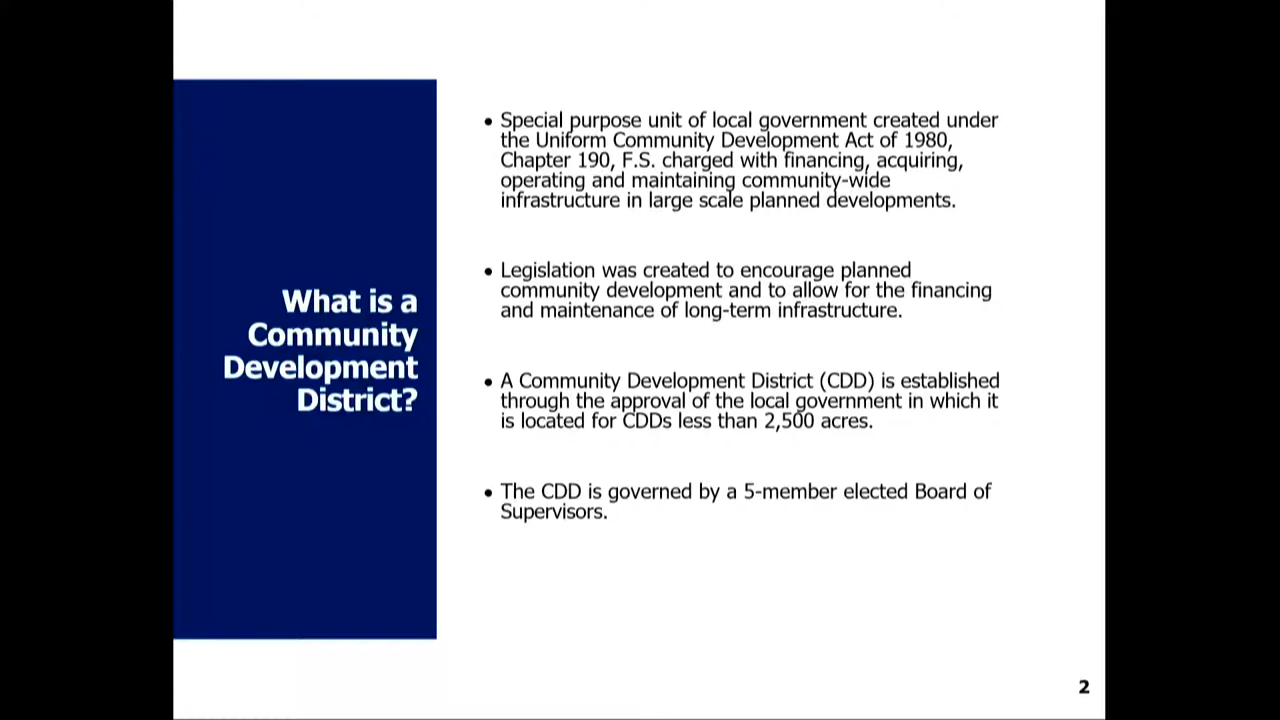 What is a
Community
Development
District?
• Special purpose unit of local government created under
the Uniform Community Development Act of 1980,
Chapter 190, F.S. charged with financing, acquiring,
operating and maintaining community-wide
infrastructure in large scale planned developments.
• Legislation was created to encourage planned
community development and to allow for the financing
and maintenance of long-term infrastructure.
• A Community Development District (CDD) is established
through the approval of the local government in which it
is located for CDDs less than 2,500 acres.
• The CDD is governed by a 5-member elected Board of
Supervisors.
2